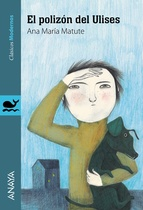 El polizón del Ulises
Ana María Matute
Clásicos Modernos
ANAYA